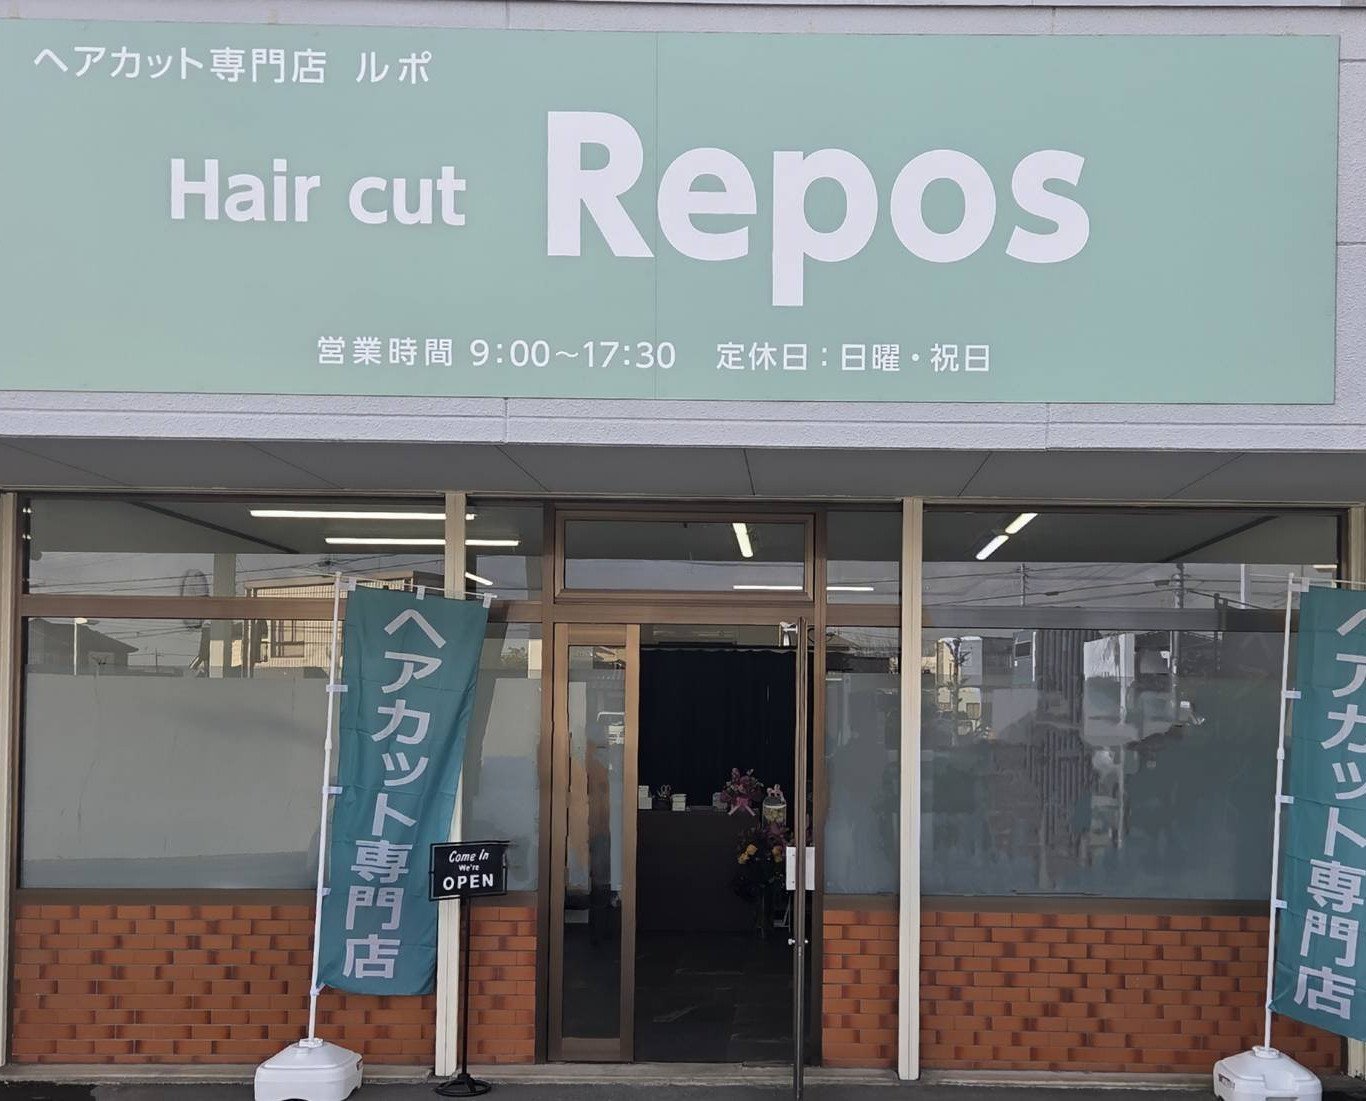 ヘアカット専門店 ルポ
Hair cut Repos
営業時間 9:00～17:30 定休日：日曜・祝日
ヘアカット専門店
Come In
We're
OPEN
ヘアカット専門店